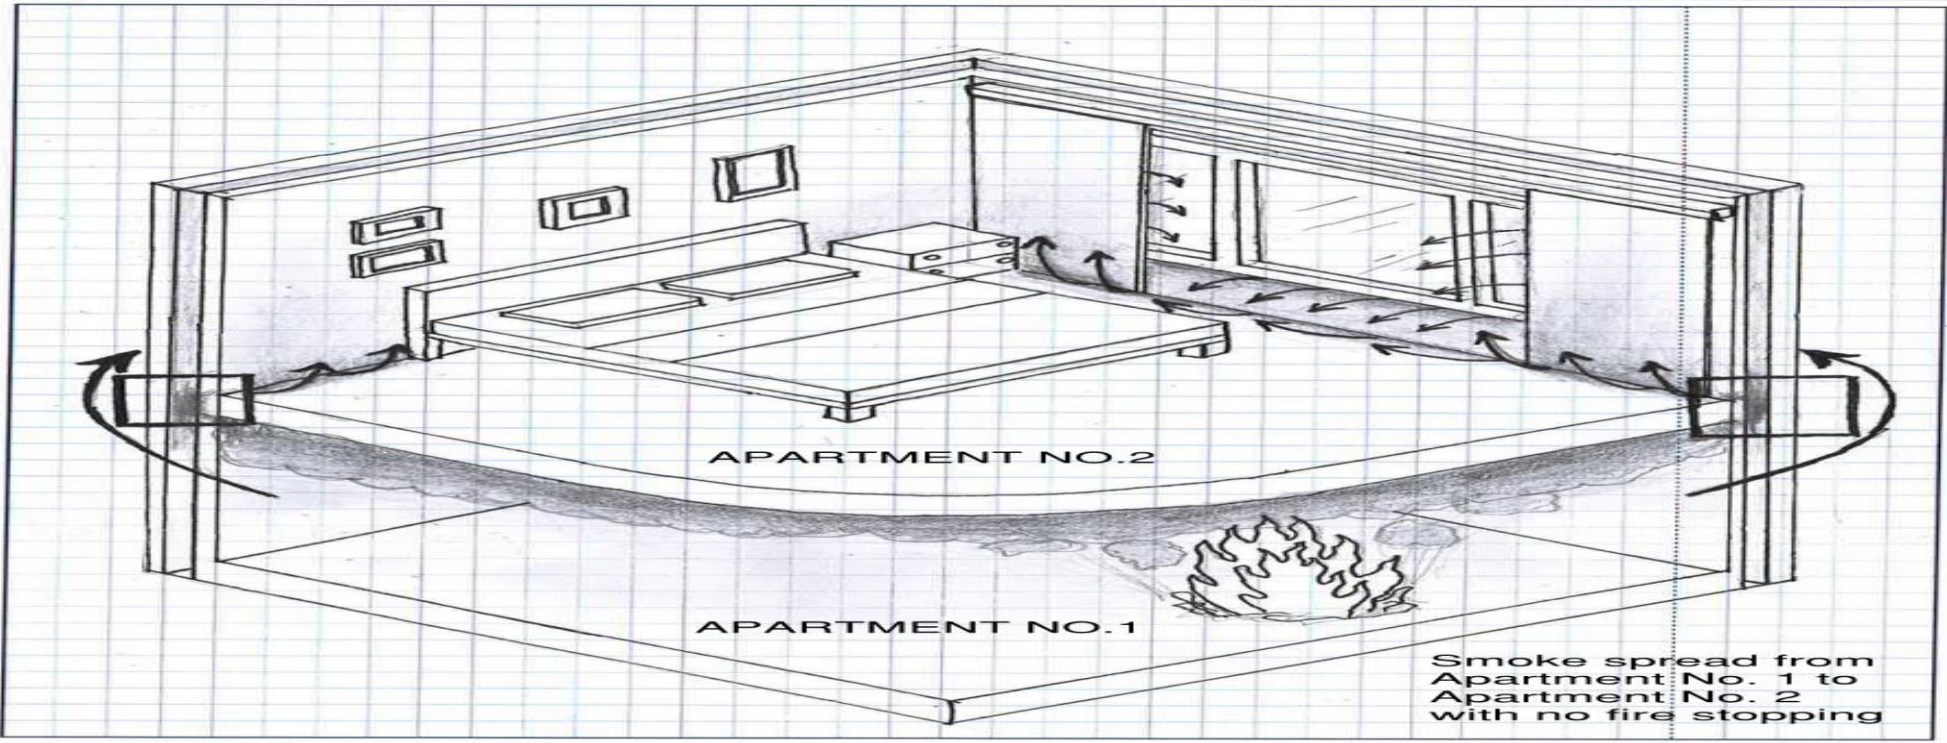 APARTMENT NO.2
APARTMENT NO.1
Smoke spread from
Apartment No. 1 to
Apartment No. 2
with no fire stopping